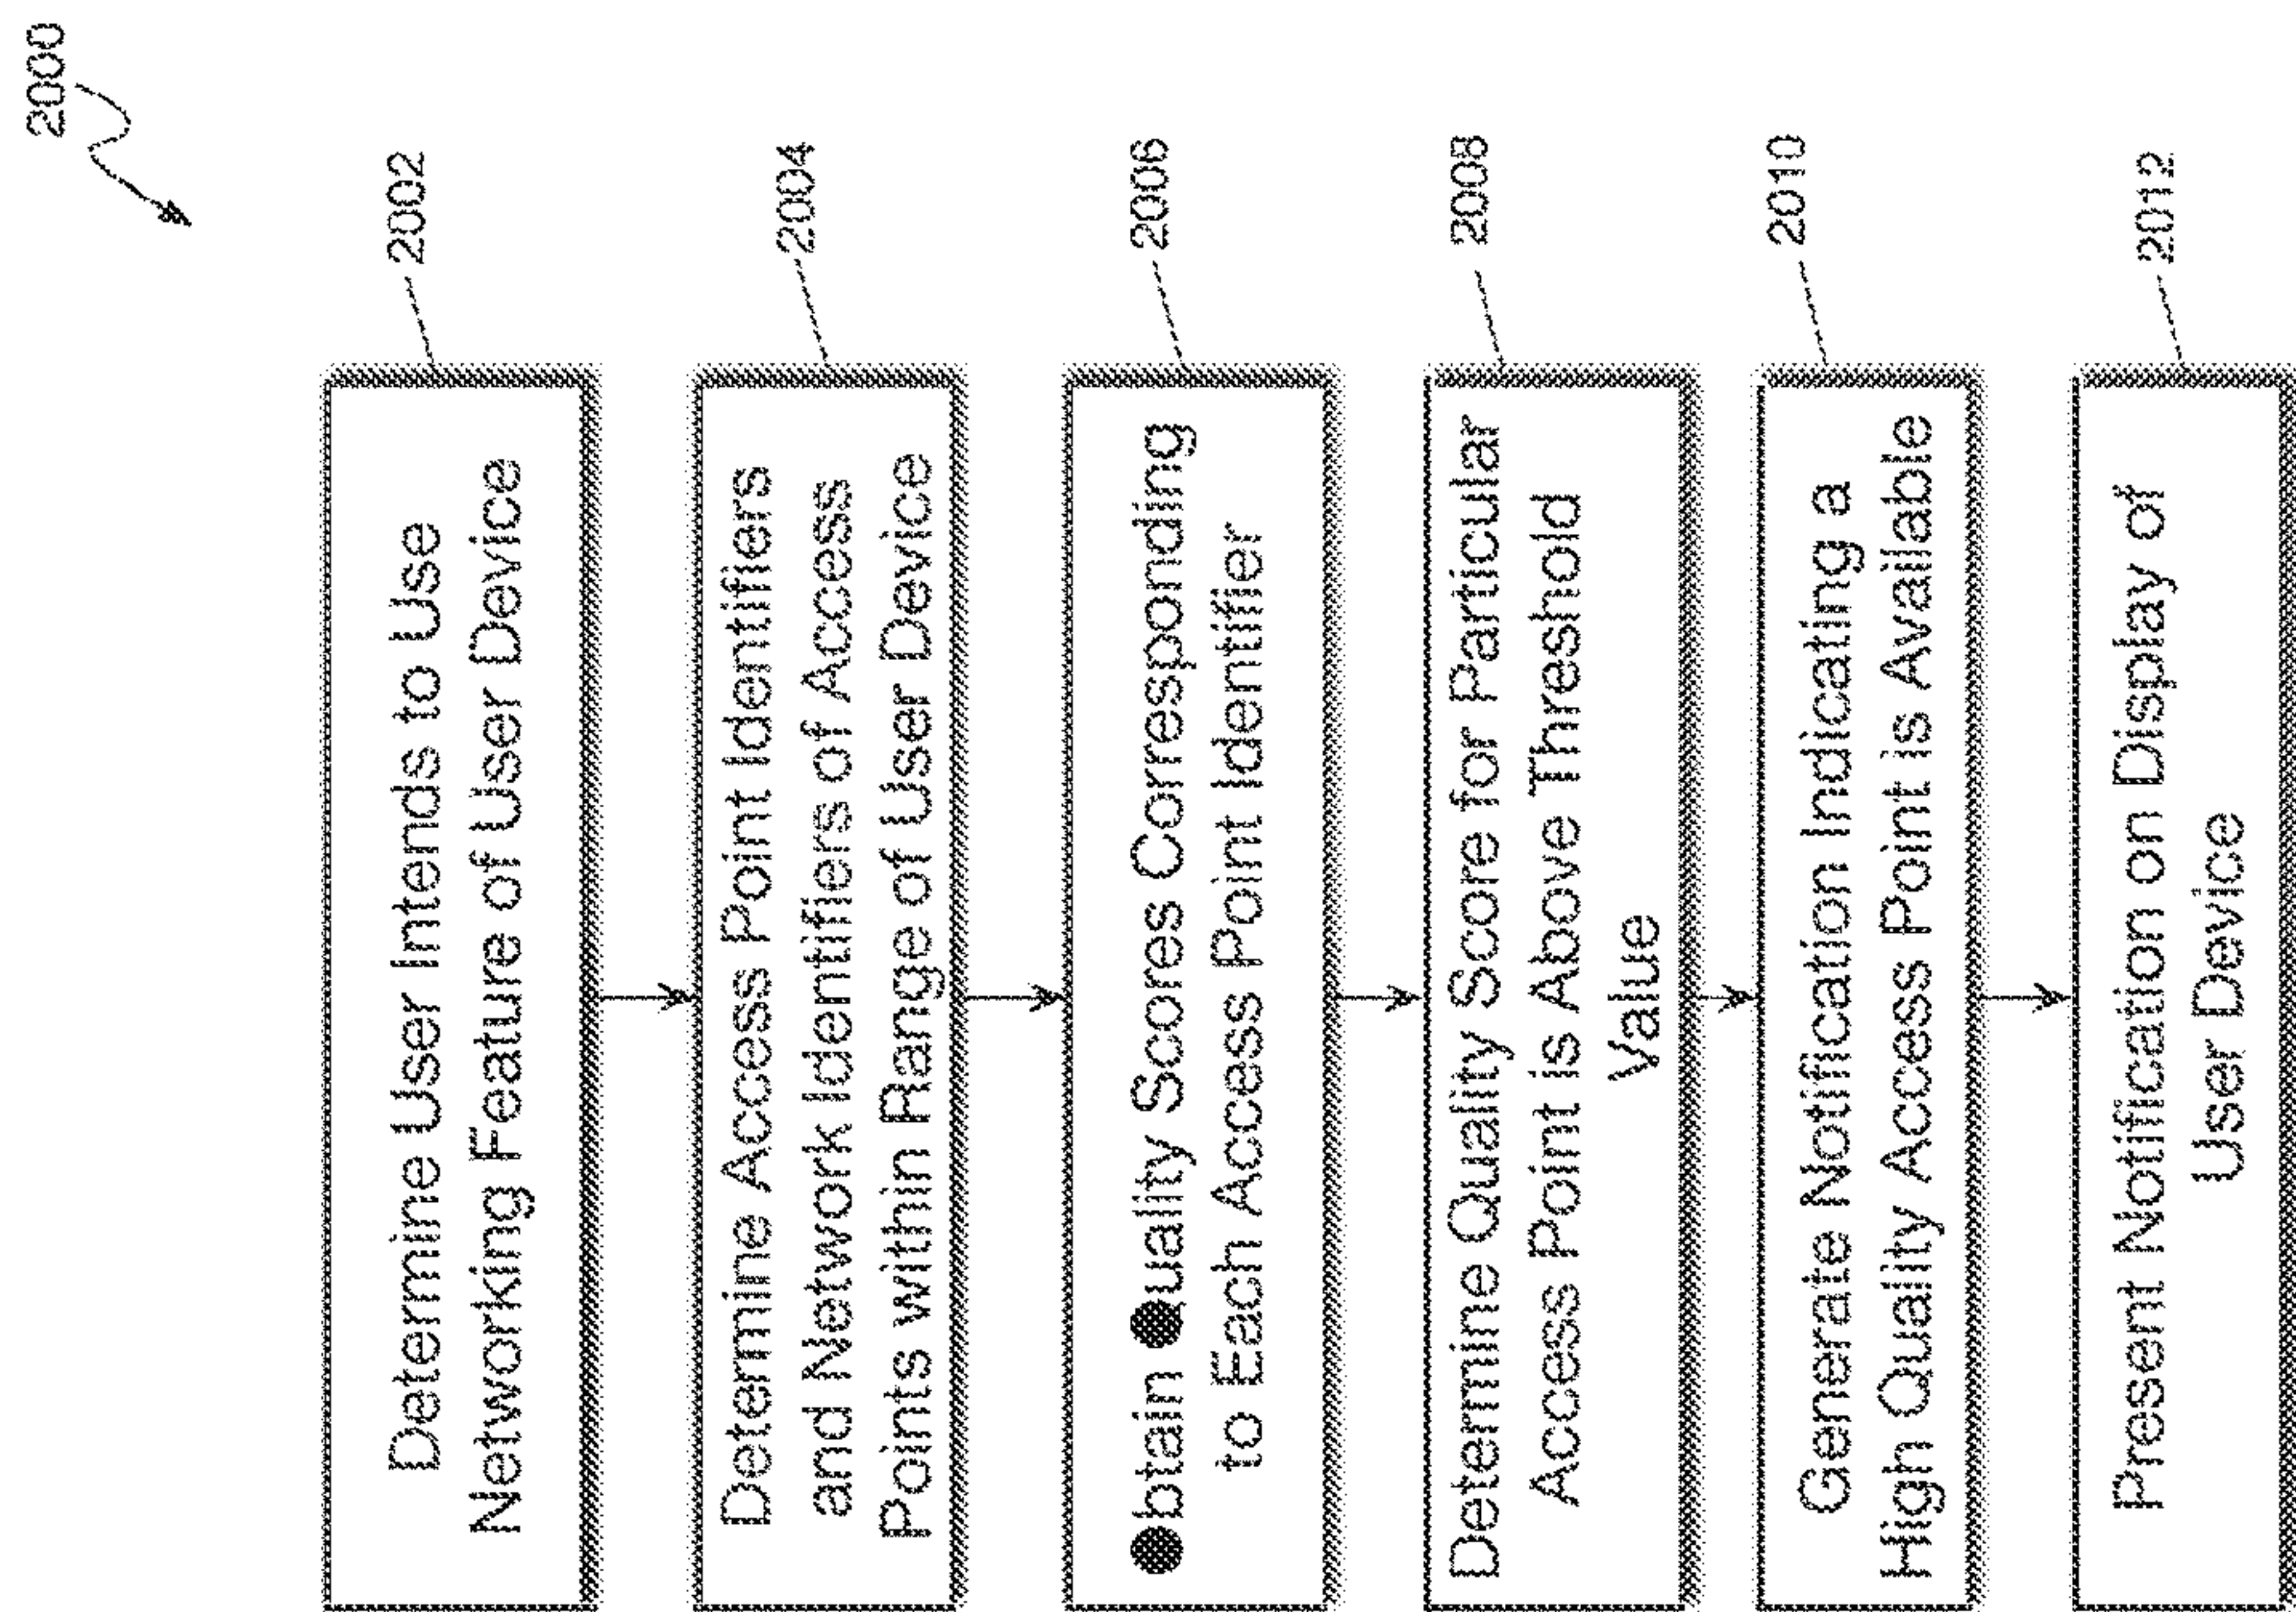 2000
Determine User Intends to Use
Networking Feature of User Device
2002
Determine Access Point Identifiers
and Network Identifiers of Access
Points within Range of User Device
2004
Obtain Quality Scores Corresponding
to Each Access Point Identifier
2006
Determine Quality Score for Particular
Access Point is Above Threshold
Value
2008
Generate Notification Indicating a
High Quality Access Point is Available
2010
Present Notification on Display of
User Device
2012